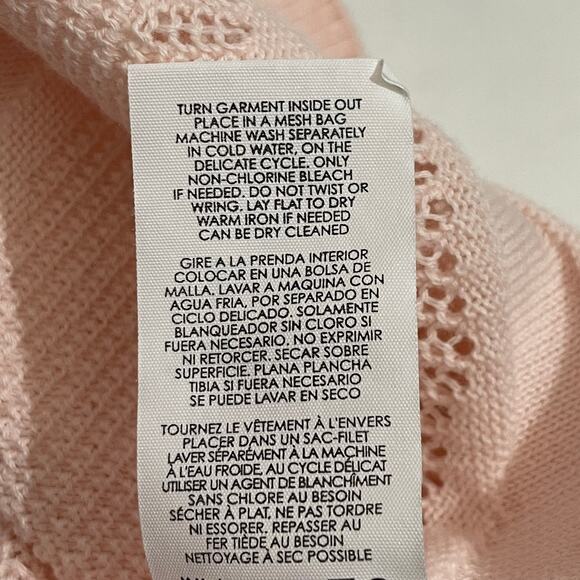 TURN GARMENT INSIDE OUT
PLACE IN A MESH BAG
MACHINE WASH SEPARATELY
IN COLD WATER, ON THE
DELICATE CYCLE. ONLY
NON-CHLORINE BLEACH
IF NEEDED. DO NOT TWIST OR
WRING. LAY FLAT TO DRY
WARM IRON IF NEEDED
CAN BE DRY CLEANED
GIRE A LA PRENDA INTERIOR
COLOCAR EN UNA BOLSA DE
MALLA. LAVAR A MAQUINA CON
AGUA FRIA, POR SEPARADO EN
CICLO DELICADO. SOLAMENTE
BLANQUEADOR SIN CLORO SI
FUERA NECESARIO. NO EXPRIMIR
NI RETORCER. SECAR SOBRE
SUPERFICIE. PLANA PLANCHA
TIBIA SI FUERA NECESARIO
SE PUEDE LAVAR EN SECO
TOURNEZ LE VÊTEMENT À L'ENVERS
PLACER DANS UN SAC-FILET
LAVER SÉPARÉMENT À LA MACHINE
À L'EAU FROIDE, AU CYCLE DÉLICAT
UTILISER UN AGENT DE BLANCHÎMENT
SANS CHLORE AU BESOIN
SÉCHER À PLAT, NE PAS TORDRE
NI ESSORER. REPASSER AU
FER TIÈDE AU BESOIN
NETTOYAGE À SEC POSSIBLE